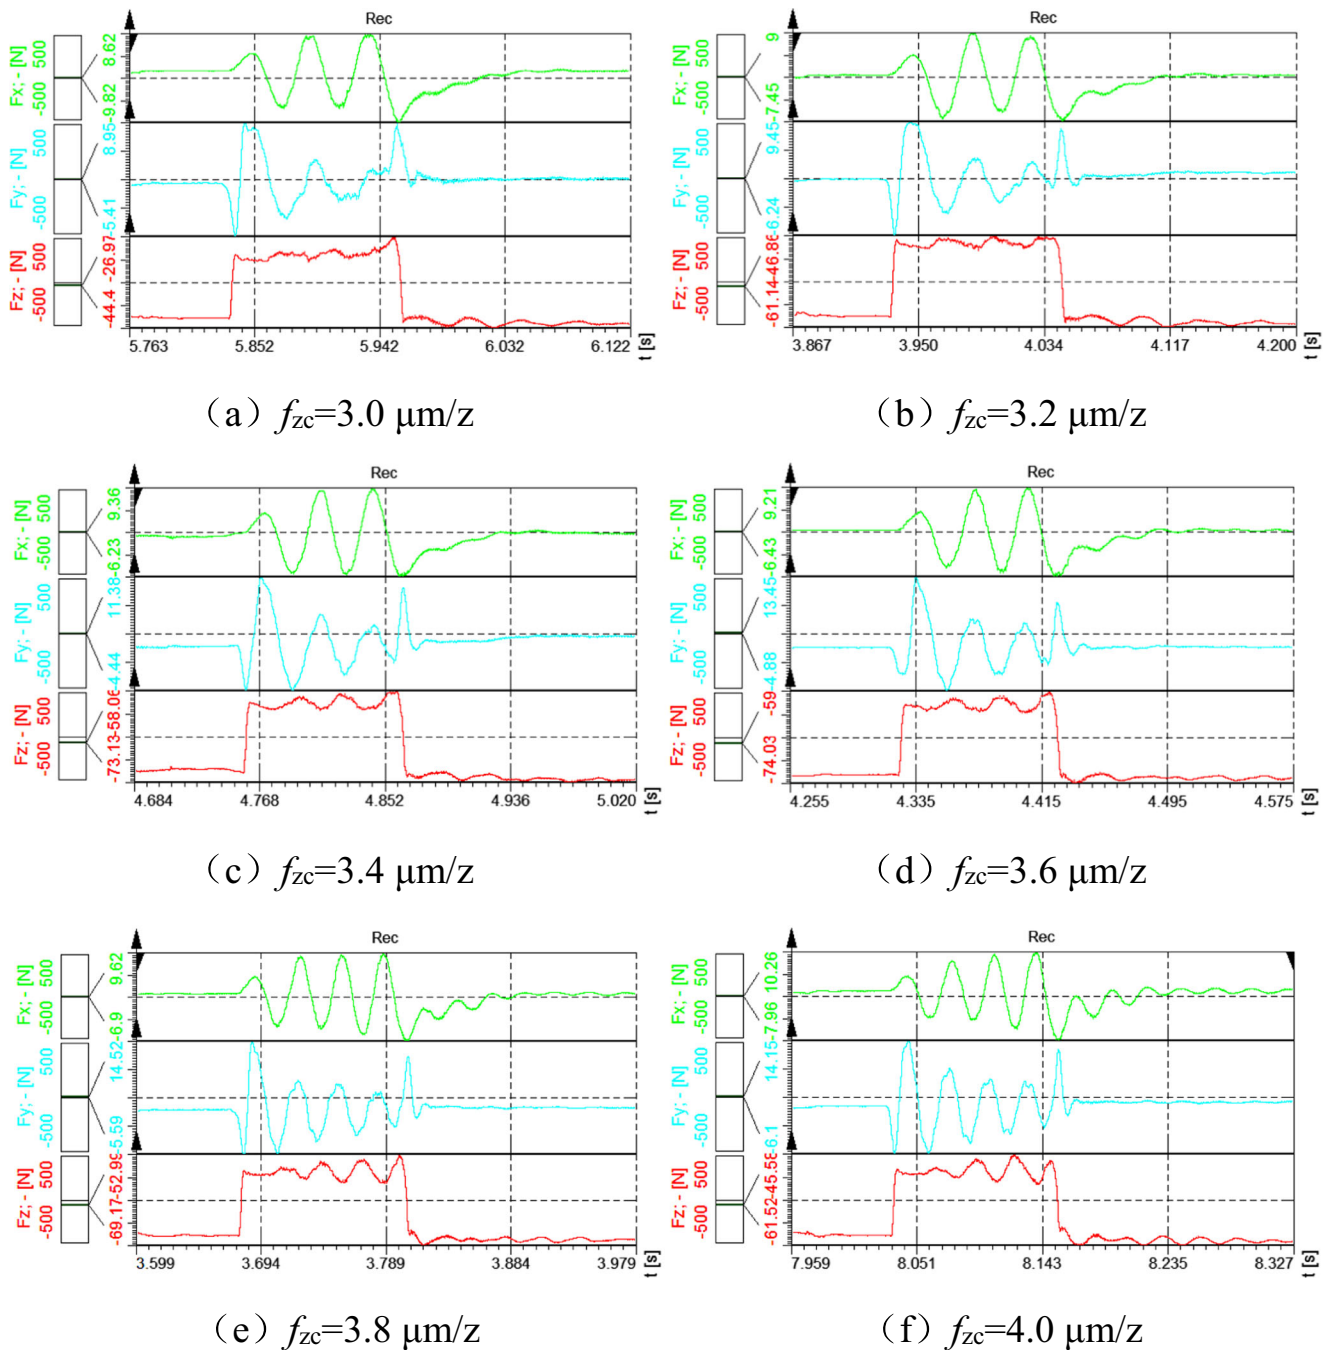 Rec
Fx; - [N]
-500 500
-9.82 8.62
Fy; - [N]
-500 500
-5.41 8.95
Fz; - [N]
-500 500
-44.4 -26.97
5.763 5.852 5.942 6.032 6.122
t [s]
(a) fzc=3.0 μm/z
Rec
Fx; - [N]
-500 500
-7.45 9
Fy; - [N]
-500 500
-6.24 9.45
Fz; - [N]
-500 500
-61.14 -46.86
3.867 3.950 4.034 4.117 4.200
t [s]
(b) fzc=3.2 μm/z
Rec
Fx; - [N]
-500 500
-6.23 9.36
Fy; - [N]
-500 500
-4.44 11.38
Fz; - [N]
-500 500
-73.13 -58.06
4.684 4.768 4.852 4.936 5.020
t [s]
(c) fzc=3.4 μm/z
Rec
Fx; - [N]
-500 500
-6.43 9.21
Fy; - [N]
-500 500
-4.88 13.45
Fz; - [N]
-500 500
-74.03 -59
4.255 4.335 4.415 4.495 4.575
t [s]
(d) fzc=3.6 μm/z
Rec
Fx; - [N]
-500 500
-6.9 9.62
Fy; - [N]
-500 500
-5.59 14.52
Fz; - [N]
-500 500
-69.17 -52.99
3.599 3.694 3.789 3.884 3.979
t [s]
(e) fzc=3.8 μm/z
Rec
Fx; - [N]
-500 500
-7.96 10.26
Fy; - [N]
-500 500
-6.1 14.15
Fz; - [N]
-500 500
-61.52 -45.58
7.959 8.051 8.143 8.235 8.327
t [s]
(f) fzc=4.0 μm/z